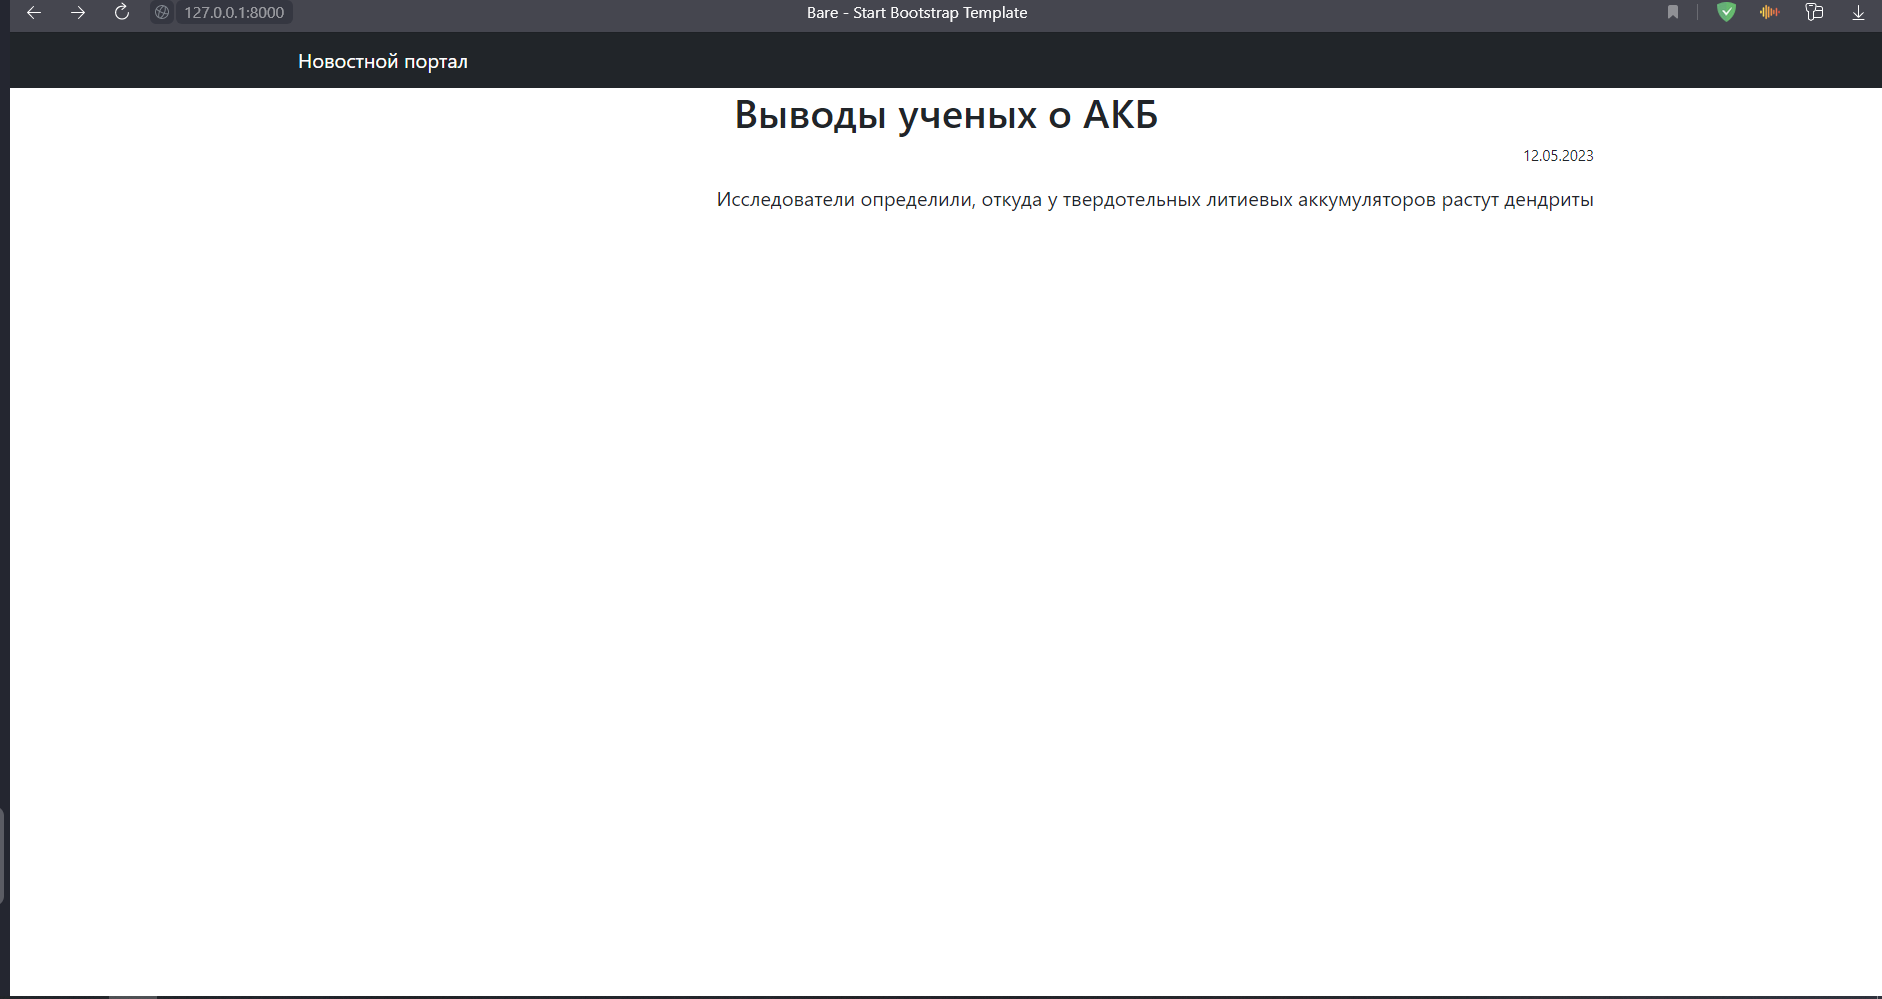 127.0.0.1:8000
Bare - Start Bootstrap Template
Новостной портал
Выводы ученых о АКБ
12.05.2023
Исследователи определили, откуда у твердотельных литиевых аккумуляторов растут дендриты